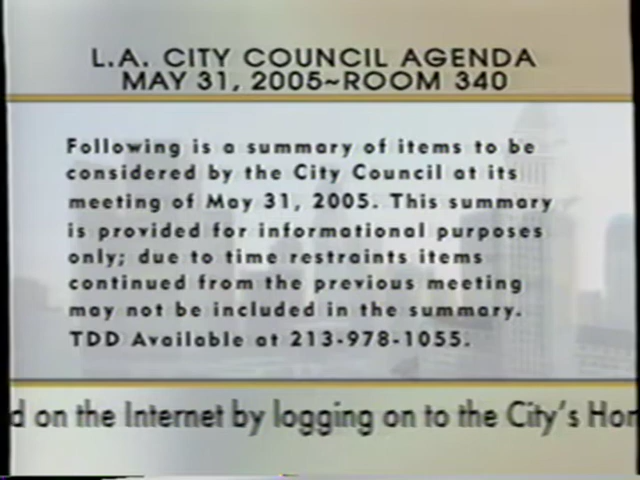 L.A. CITY COUNCIL AGENDA
MAY 31, 2005~ROOM 340
Following is a summary of items to be
considered by the City Council at its
meeting of May 31, 2005. This summary
is provided for informational purposes
only; due to time restraints items
continued from the previous meeting
may not be included in the summary.
TDD Available at 213-978-1055.
d on the Internet by logging on to the City's Hom